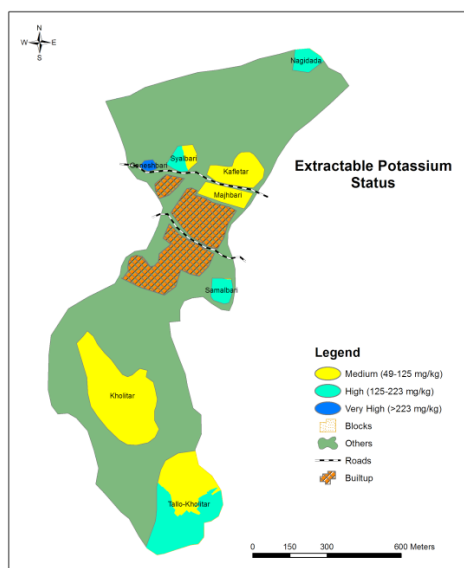 N
W E
S
Nagidada
Ganeshbari
Syalbari
Kafletar
Majhbari
Extractable Potassium
Status
Samalbari
Kholitar
Tallo-Kholitar
Legend
Medium (49-125 mg/kg)
High (125-223 mg/kg)
Very High (>223 mg/kg)
Blocks
Others
Roads
Builtup
0 150 300 600 Meters